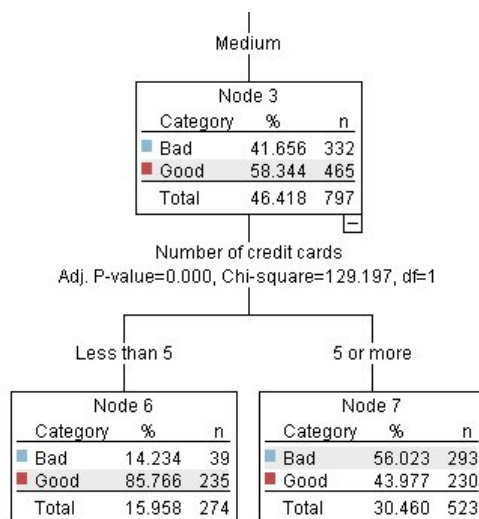 Medium
Node 3
Category % n
Bad 41.656 332
Good 58.344 465
Total 46.418 797
Number of credit cards
Adj. P-value=0.000, Chi-square=129.197, df=1
Less than 5
5 or more
Node 6
Category % n
Bad 14.234 39
Good 85.766 235
Total 15.958 274
Node 7
Category % n
Bad 56.023 293
Good 43.977 230
Total 30.460 523